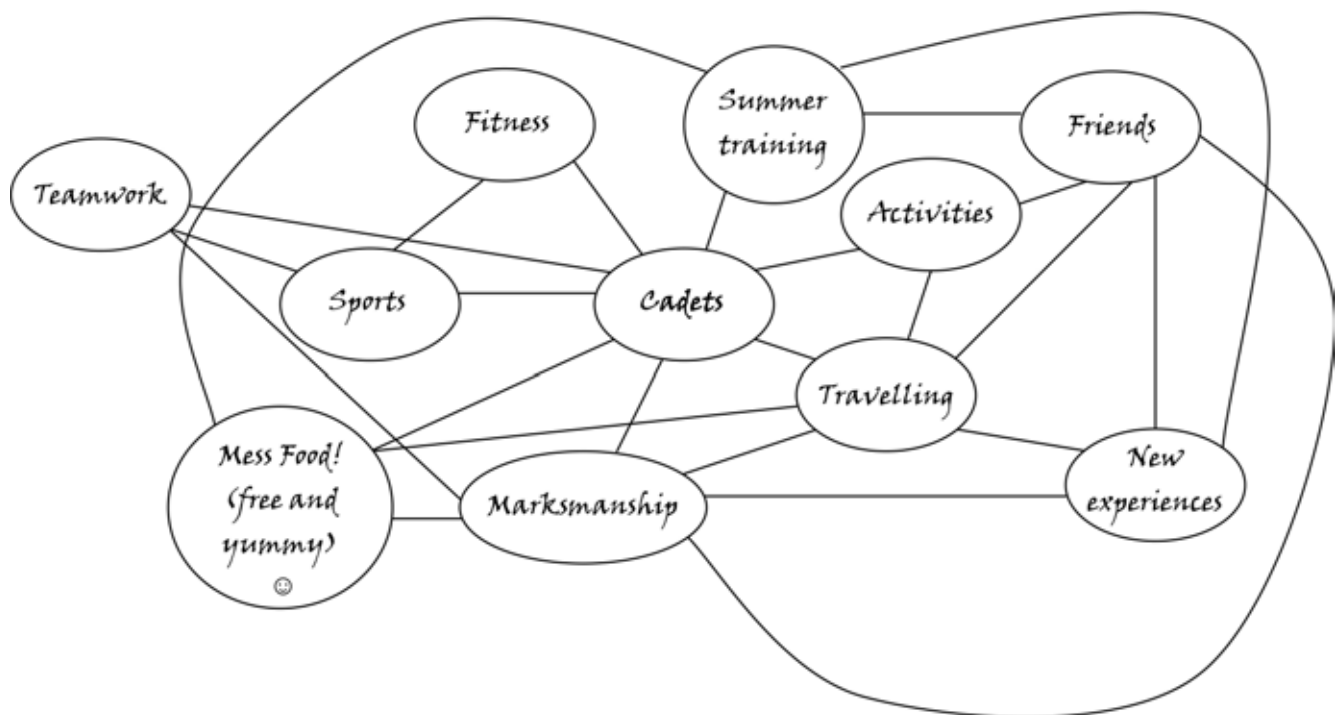 Summer
training
Fitness
Friends
Teamwork
Activities
Sports
Cadets
Travelling
Mess Food!
(free and
yummy)
☺
Marksmanship
New
experiences